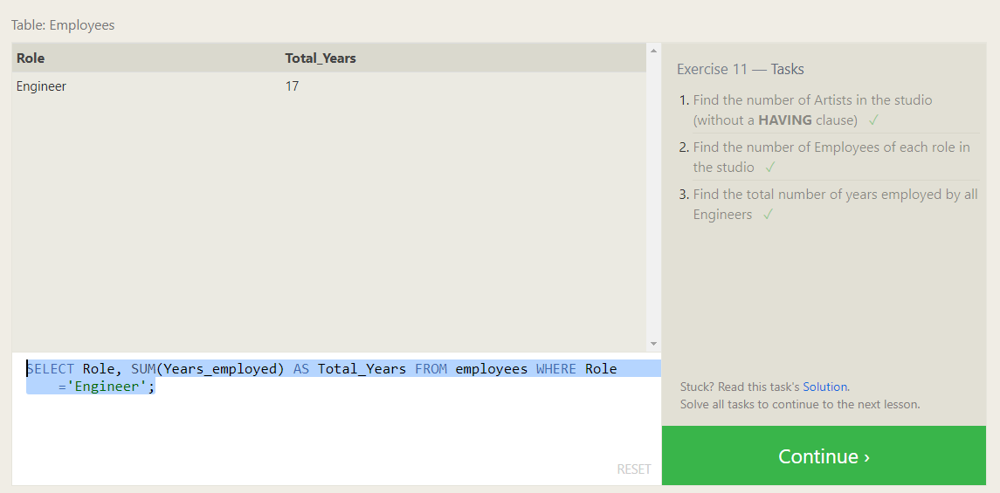 Table: Employees
Role Total_Years
Engineer 17
SELECT Role, SUM(Years_employed) AS Total_Years FROM employees WHERE Role
='Engineer';
RESET
Exercise 11 — Tasks
1. Find the number of Artists in the studio
(without a HAVING clause) ✓
2. Find the number of Employees of each role in
the studio ✓
3. Find the total number of years employed by all
Engineers ✓
Stuck? Read this task's Solution.
Solve all tasks to continue to the next lesson.
Continue ›